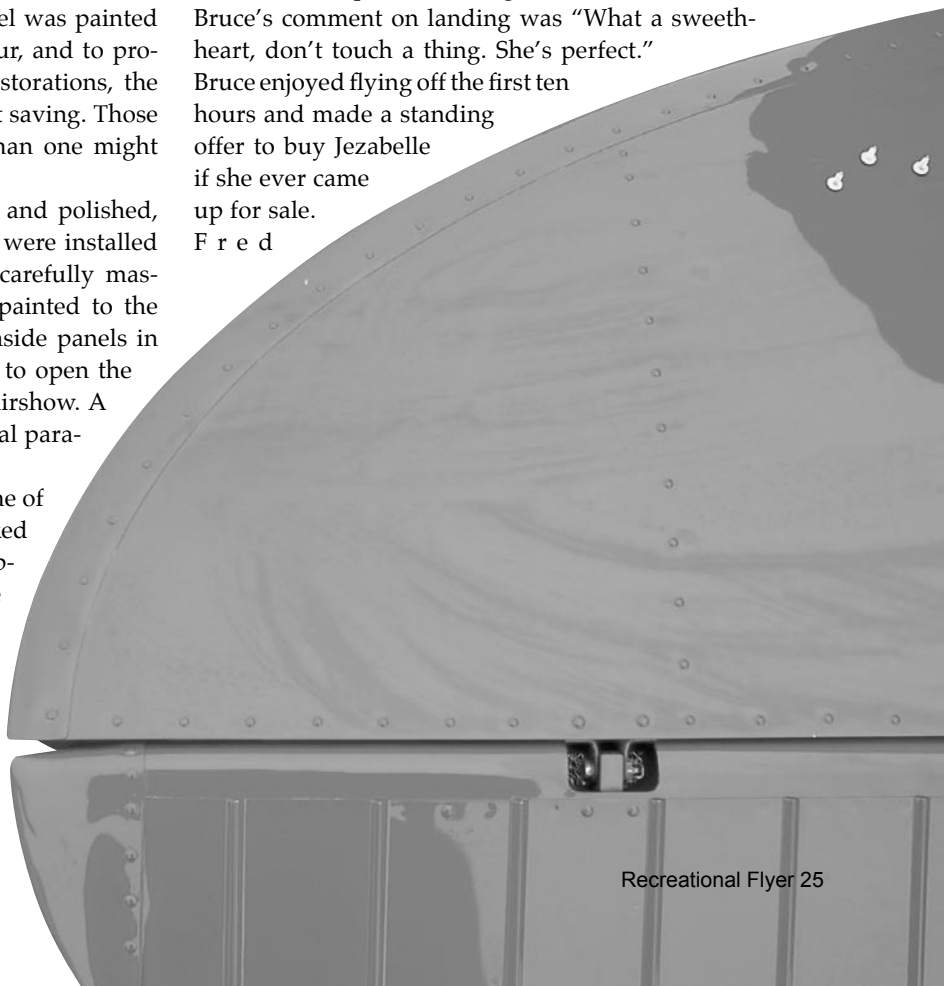 el was painted
ur, and to pro-
storations, the
t saving. Those
han one might
and polished,
were installed
carefully mas-
painted to the
nside panels in
to open the
irshow. A
al para-
ne of
ed
p-
Bruce's comment on landing was “What a sweeth-
heart, don't touch a thing. She's perfect.”
Bruce enjoyed flying off the first ten
hours and made a standing
offer to buy Jezabelle
if she ever came
up for sale.
F r e d
Recreational Flyer 25